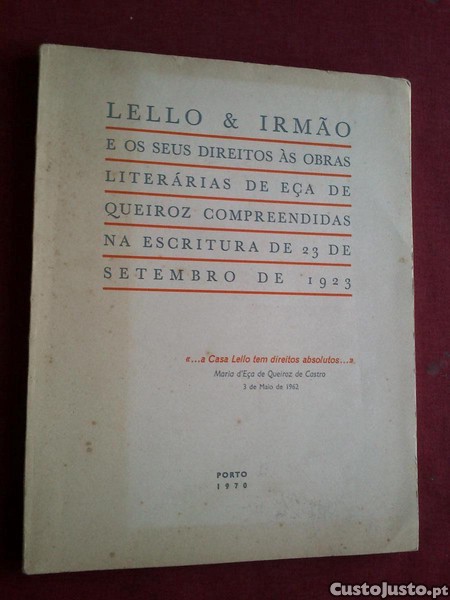 LELLO & IRMÃO
E OS SEUS DIREITOS ÀS OBRAS
LITERÁRIAS DE EÇA DE
QUEIROZ COMPREENDIDAS
NA ESCRITURA DE 23 DE
SETEMBRO DE 1923
«...a Casa Lello tem direitos absolutos...».
Maria d'Eça de Queiroz de Castro
3 de Maio de 1962
PORTO
1970
CustoJusto.pt